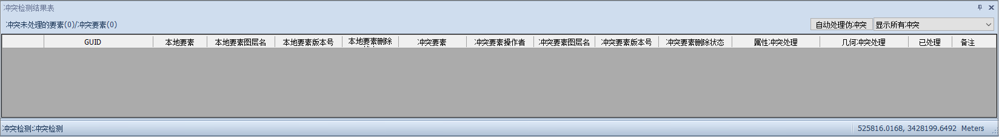 冲突检测结果表
冲突未处理的要素(0)/冲突要素(0)
自动处理伪冲突 显示所有冲突
GUID 本地要素 本地要素图层名 本地要素版本号 本地要素删除 冲突要素 冲突要素操作者 冲突要素图层名 冲突要素版本号 冲突要素删除状态 属性冲突处理 几何冲突处理 已处理 备注
冲突检测:冲突检测 525816.0168, 3428199.6492 Meters